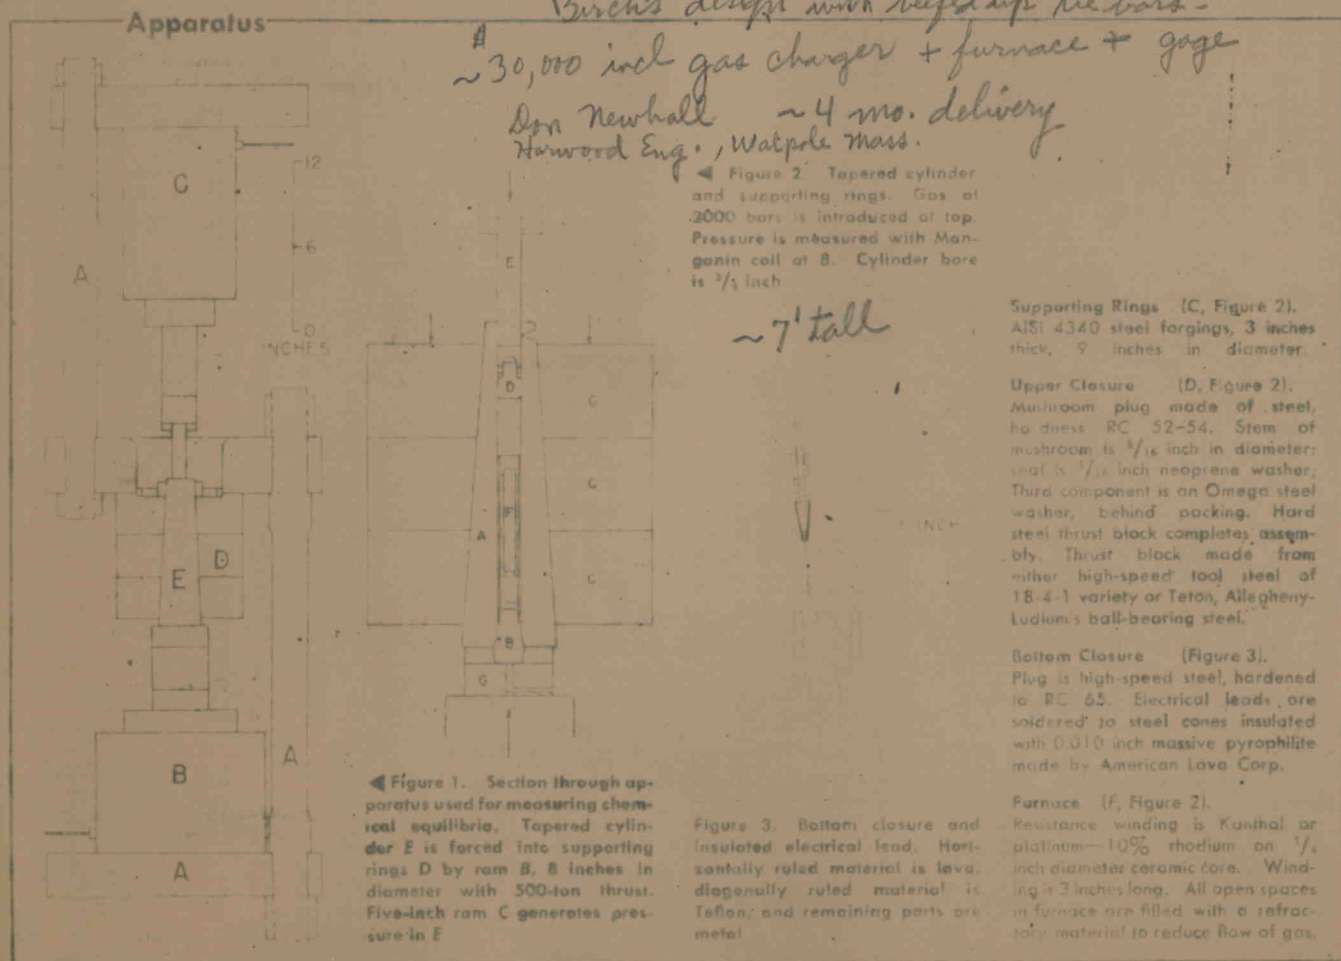 Birch's design with beefed up tie bars -
Apparatus
~ $30,000 incl gas charger + furnace + gage
Don Newhall ~4 mo. delivery
Harwood Eng., Walpole Mass.
C
12
6
0
INCHES
A
D
E
B
A
A
◀ Figure 2 Tapered cylinder
and supporting rings. Gas at
2000 bars is introduced at top.
Pressure is measured with Man-
ganin coil at B. Cylinder bore
is inch
~7' tall
E
D
C
C
C
A
F
B
G
1 INCH
◀ Figure 1. Section through ap-
paratus used for measuring chem-
ical equilibria. Tapered cylin-
der E is forced into supporting
rings D by ram B, 8 inches in
diameter with 500-ton thrust.
Five-inch ram C generates pres-
sure in E
Figure 3. Bottom closure and
insulated electrical lead. Hori-
zontally ruled material is lava,
diagonally ruled material is
Teflon, and remaining parts are
metal
Supporting Rings (C, Figure 2).
AISI 4340 steel forgings, 3 inches
thick, 9 inches in diameter.
Upper Closure (D, Figure 2).
Mushroom plug made of steel,
hardness RC 52-54. Stem of
mushroom is inch in diameter;
seal is inch neoprene washer;
Third component is an Omega steel
washer, behind packing. Hard
steel thrust block completes assem-
bly. Thrust block made from
either high-speed tool steel of
18-4-1 variety or Teton, Allegheny-
Ludlum's ball-bearing steel.
Bottom Closure (Figure 3).
Plug is high-speed steel, hardened
to RC 65. Electrical leads are
soldered to steel cones insulated
with 0.010 inch massive pyrophilite
made by American Lava Corp.
Furnace (F, Figure 2).
Resistance winding is Kanthal or
platinum—10% rhodium on 1/4
inch diameter ceramic core. Wind-
ing is 3 inches long. All open spaces
in furnace are filled with a refrac-
tory material to reduce flow of gas.